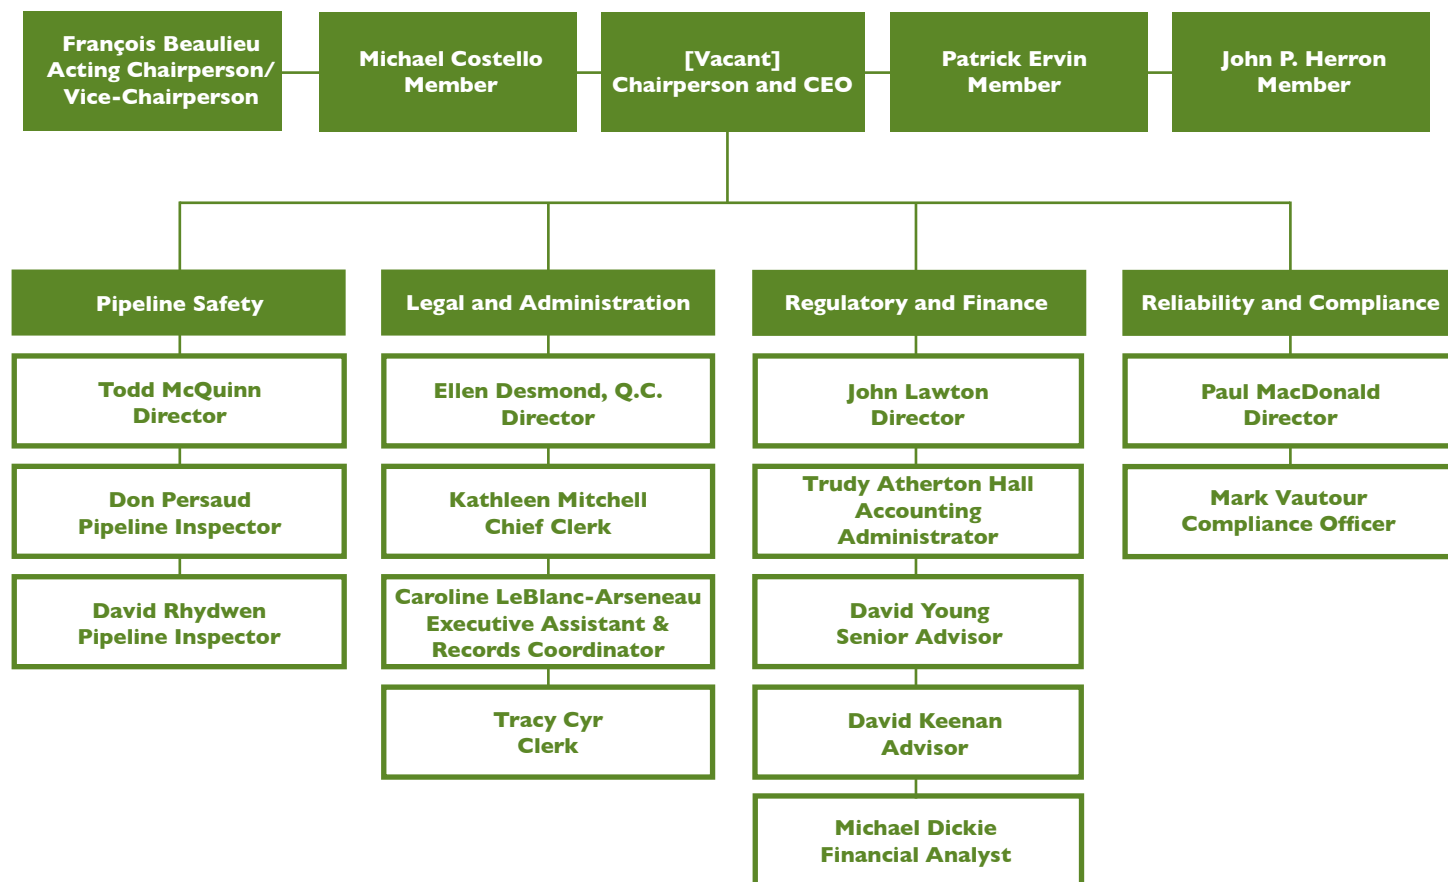 François Beaulieu
Acting Chairperson/
Vice-Chairperson
Michael Costello
Member
[Vacant]
Chairperson and CEO
Patrick Ervin
Member
John P. Herron
Member
Pipeline Safety
Todd McQuinn
Director
Don Persaud
Pipeline Inspector
David Rhydwen
Pipeline Inspector
Legal and Administration
Ellen Desmond, Q.C.
Director
Kathleen Mitchell
Chief Clerk
Caroline LeBlanc-Arseneau
Executive Assistant &
Records Coordinator
Tracy Cyr
Clerk
Regulatory and Finance
John Lawton
Director
Trudy Atherton Hall
Accounting
Administrator
David Young
Senior Advisor
David Keenan
Advisor
Michael Dickie
Financial Analyst
Reliability and Compliance
Paul MacDonald
Director
Mark Vautour
Compliance Officer